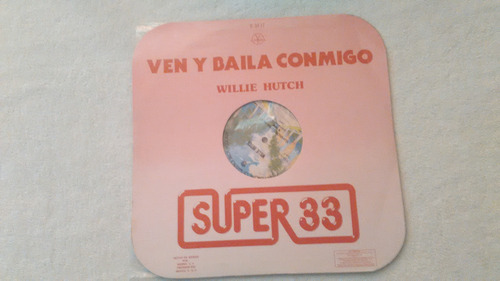 VEN Y BAILA CONMIGO
WILLIE HUTCH
SUPER 33